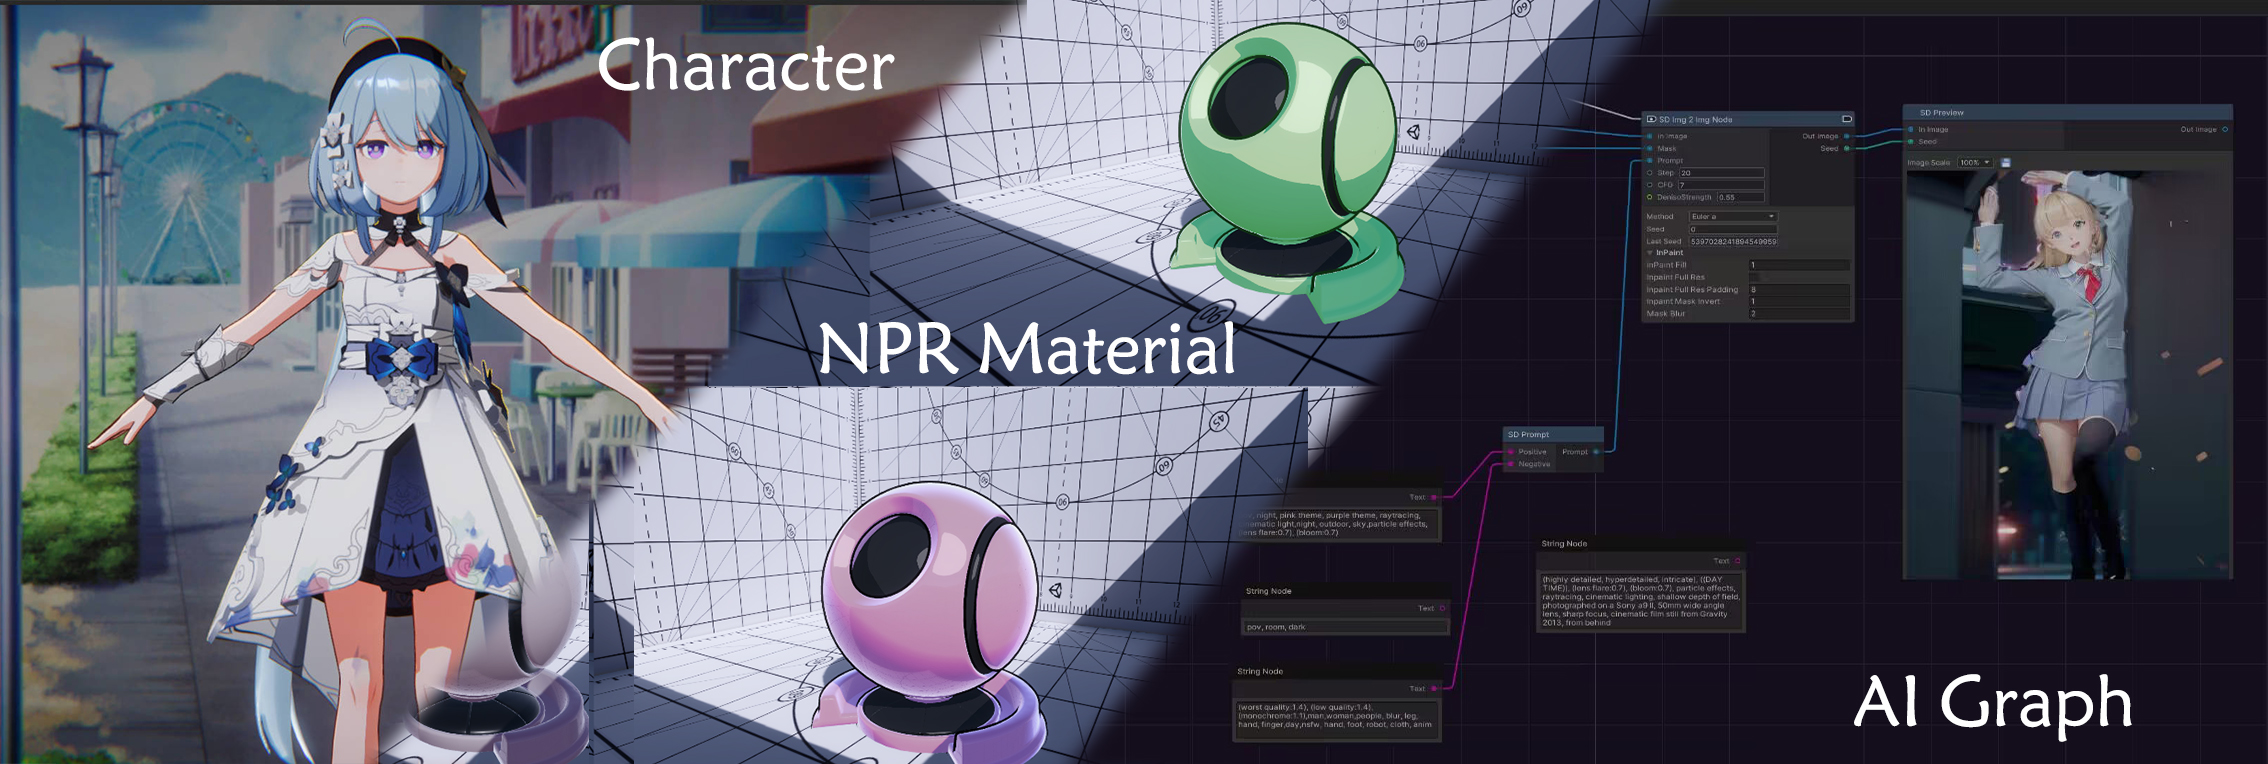 Character
NPR Material
AI Graph
SD Img 2 Img Node
In Image
Out Image
Mask
Seed
Prompt
Step 20
CFG 7
DenisoStrength 0.55
Method Euler a
Seed 0
Last Seed
InPaint
InPaint Fill 1
Inpaint Full Res
Inpaint Full Res Padding 8
Inpaint Mask Invert 1
Mask Blur 2
SD Preview
In Image
Out Image
Seed
Image Scale 100%
SD Prompt
Positive Prompt
Negative
Text
night, pink theme, purple theme, raytracing,
light,night, outdoor, sky,particle effects,
flare:0.7), (bloom:0.7)
String Node
Text
pov, room, dark
String Node
Text
(worst quality:1.4), (low quality:1.4),
(monochrome:1.1),man,woman,people, blur, leg,
hand, finger,day,nsfw, hand, foot, robot, cloth, anim
String Node
Text
(highly detailed, hyperdetailed, intricate), ((DAY
TIME)), (lens flare:0.7), (bloom:0.7), particle effects,
raytracing, cinematic lighting, shallow depth of field,
photographed on a Sony a9 II, 50mm wide angle
lens, sharp focus, cinematic film still from Gravity
2013, from behind